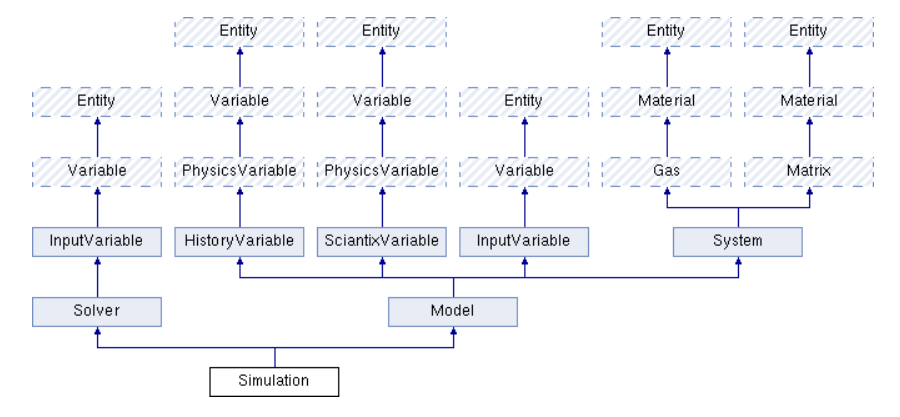 Entity
Entity
Entity
Entity
Entity
Variable
Variable
Entity
Material
Material
Variable
PhysicsVariable
PhysicsVariable
Variable
Gas
Matrix
InputVariable
HistoryVariable
SciantixVariable
InputVariable
System
Solver
Model
Simulation